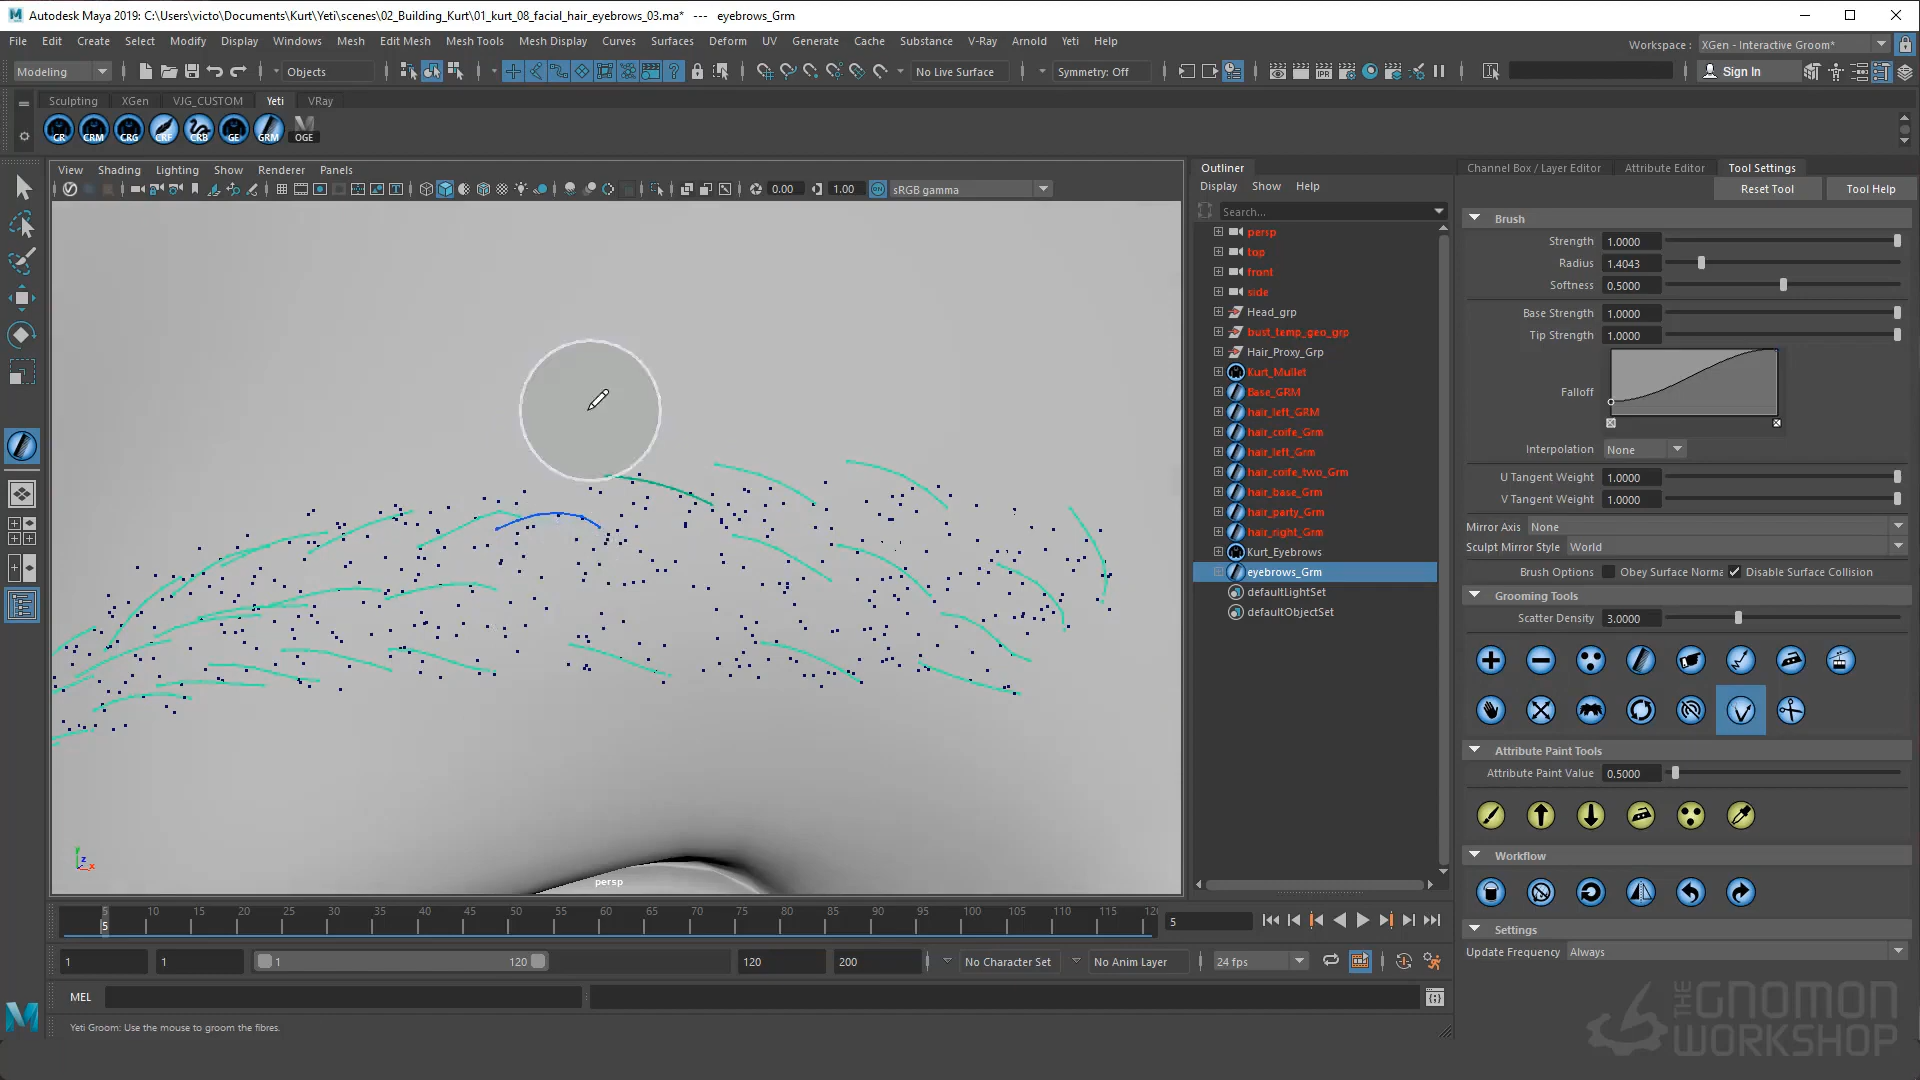 Autodesk Maya 2019: C:\Users\victo\Documents\Kurt\Yeti\scenes\02_Building_Kurt\01_kurt_08_facial_hair_eyebrows_03.ma*   ---   eyebrows_Grm
File Edit Create Select Modify Display Windows Mesh Edit Mesh Mesh Tools Mesh Display Curves Surfaces Deform UV Generate Cache Substance V-Ray Arnold Yeti Help
Workspace : XGen - Interactive Groom*
Modeling Objects No Live Surface Symmetry: Off IPR Sign In
Sculpting XGen VJG_CUSTOM Yeti VRay
CR CRM CRG CRF CRB GE GRM OGE
View Shading Lighting Show Renderer Panels
0.00 1.00 sRGB gamma
persp
Outliner
Display Show Help
Search...
persp
top
front
side
Head_grp
bust_temp_geo_grp
Hair_Proxy_Grp
Kurt_Mullet
Base_GRM
hair_left_GRM
hair_coife_Grm
hair_left_Grm
hair_coife_two_Grm
hair_base_Grm
hair_party_Grm
hair_right_Grm
Kurt_Eyebrows
eyebrows_Grm
defaultLightSet
defaultObjectSet
Channel Box / Layer Editor Attribute Editor Tool Settings
Reset Tool Tool Help
Brush
Strength 1.0000
Radius 1.4043
Softness 0.5000
Base Strength 1.0000
Tip Strength 1.0000
Falloff
Interpolation None
U Tangent Weight 1.0000
V Tangent Weight 1.0000
Mirror Axis None
Sculpt Mirror Style World
Brush Options Obey Surface Norma Disable Surface Collision
Grooming Tools
Scatter Density 3.0000
Attribute Paint Tools
Attribute Paint Value 0.5000
Workflow
Settings
Update Frequency Always
5 10 15 20 25 30 35 40 45 50 55 60 65 70 75 80 85 90 95 100 105 110 115 12
5
5
1 1 1 120 120 200 No Character Set No Anim Layer 24 fps
MEL
Yeti Groom: Use the mouse to groom the fibres.
THE GNOMON WORKSHOP